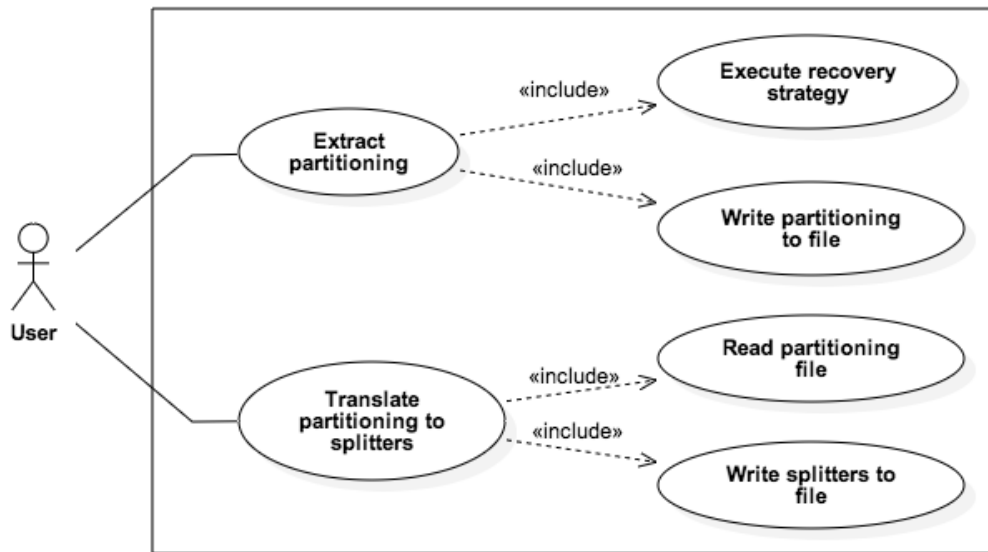 Execute recovery
strategy
«include»
Extract
partitioning
«include»
Write partitioning
to file
User
Read partitioning
file
«include»
Translate
partitioning to
splitters
«include»
Write splitters to
file